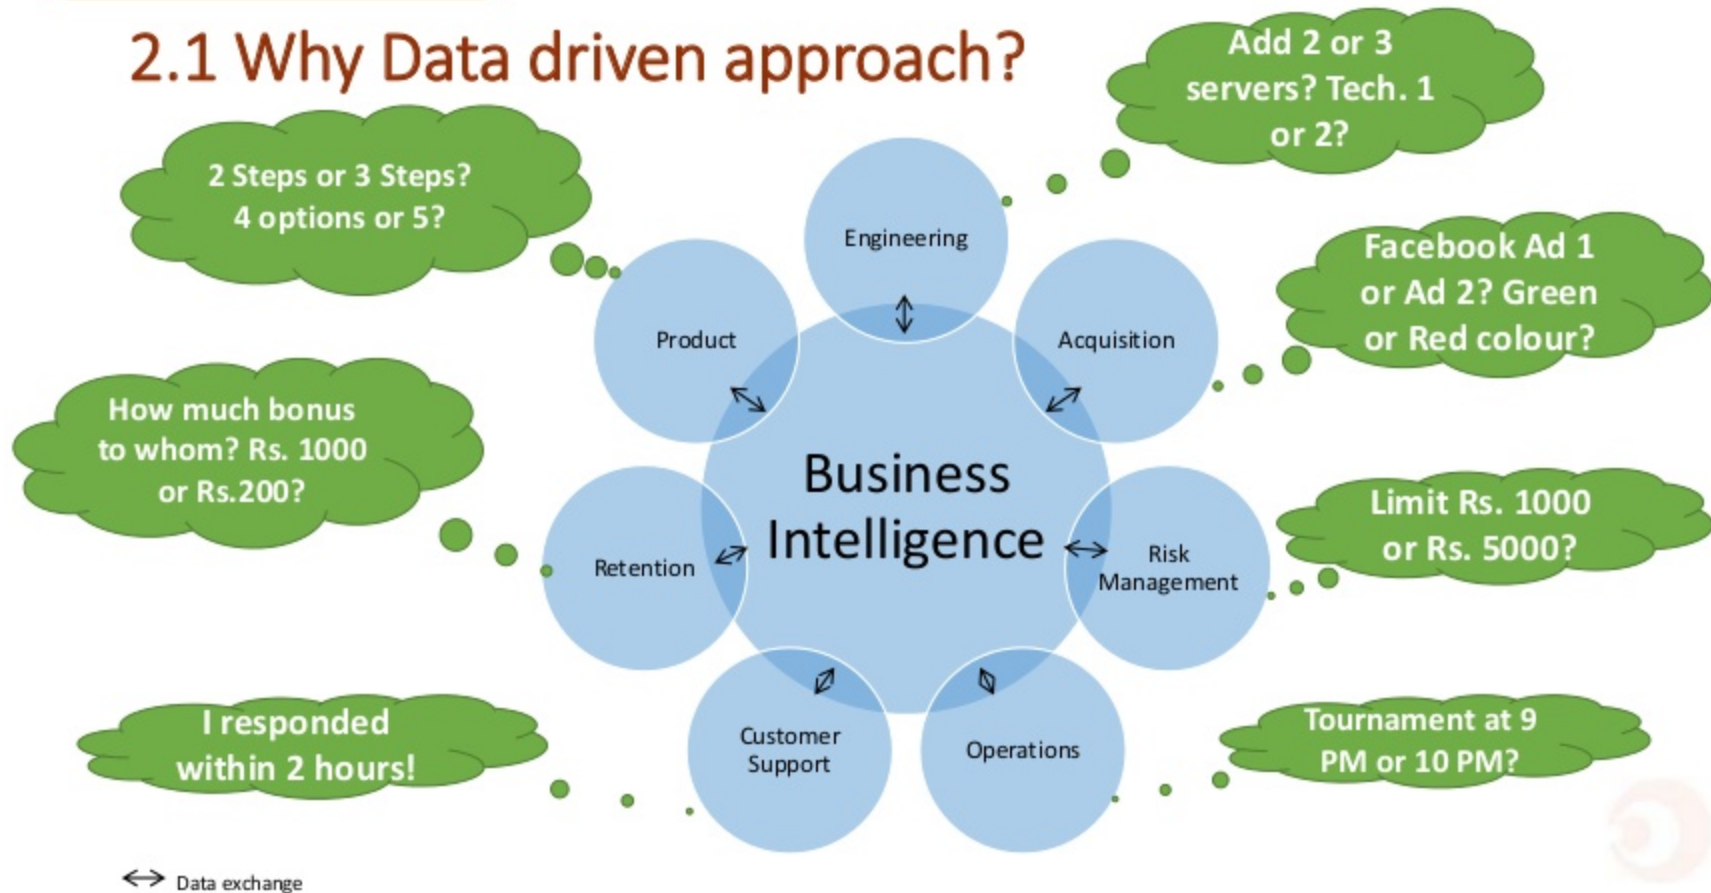 2.1 Why Data driven approach?
Add 2 or 3
servers? Tech. 1
or 2?
2 Steps or 3 Steps?
4 options or 5?
Engineering
Facebook Ad 1
or Ad 2? Green
or Red colour?
Product
Acquisition
How much bonus
to whom? Rs. 1000
or Rs.200?
Business
Intelligence
Limit Rs. 1000
or Rs. 5000?
Retention
Risk
Management
I responded
within 2 hours!
Customer
Support
Operations
Tournament at 9
PM or 10 PM?
Data exchange